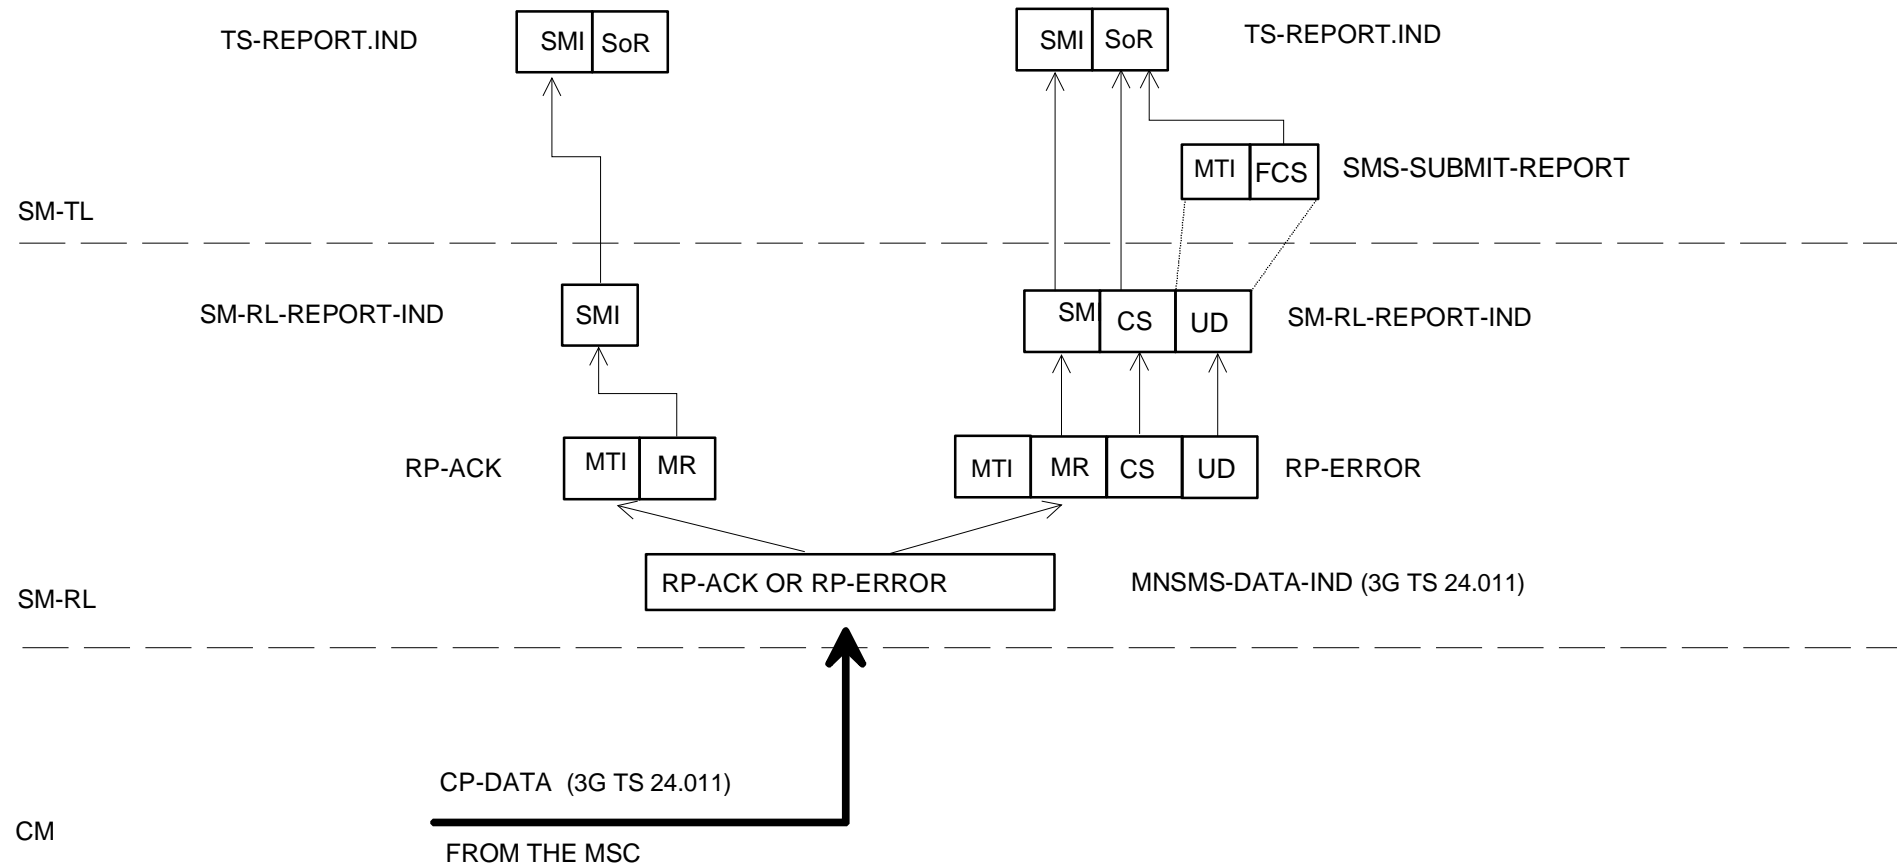 TS-REPORT.IND
SMI SoR
SMI SoR
TS-REPORT.IND
MTI FCS
SMS-SUBMIT-REPORT
SM-TL
SM-RL-REPORT-IND
SMI
SM CS UD
SM-RL-REPORT-IND
RP-ACK
MTI MR
MTI MR CS UD
RP-ERROR
RP-ACK OR RP-ERROR
MNSMS-DATA-IND (3G TS 24.011)
SM-RL
CP-DATA (3G TS 24.011)
CM
FROM THE MSC